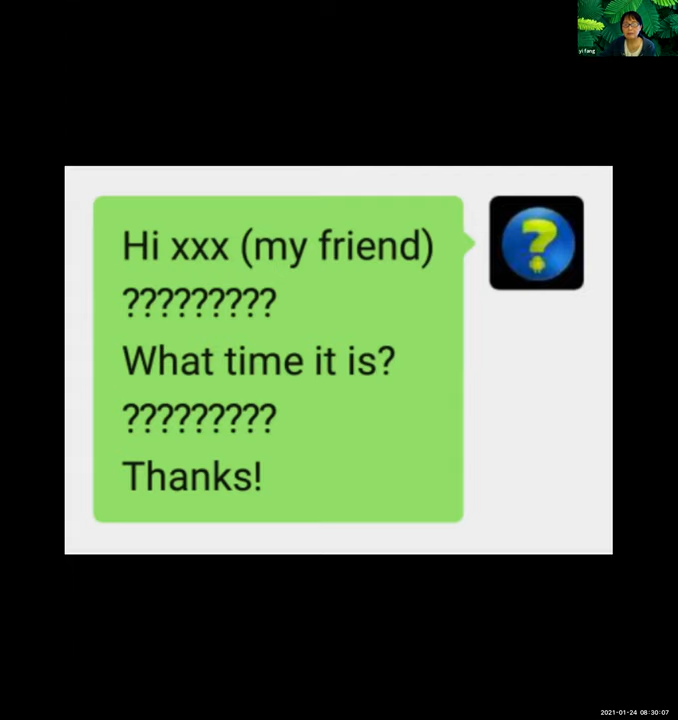 yi fang
Hi xxx (my friend)
?????????
What time it is?
?????????
Thanks!
?
2021-01-24 08:30:07